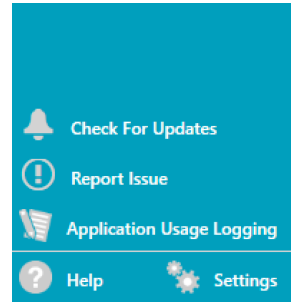 Check For Updates
Report Issue
Application Usage Logging
Help Settings